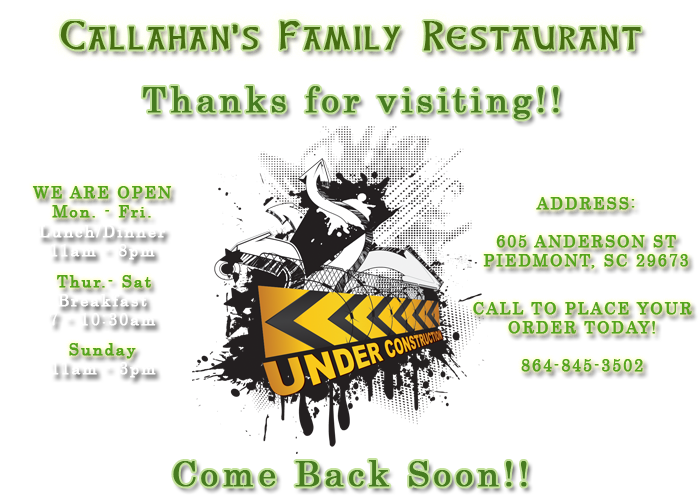 Callahan's Family Restaurant
Thanks for visiting!!
WE ARE OPEN
Mon. - Fri.
Lunch/Dinner
11am - 8pm
Thur.- Sat
Breakfast
7 - 10:30am
Sunday
11am - 3pm
UNDER CONSTRUCTION
ADDRESS:
605 ANDERSON ST
PIEDMONT, SC 29673
CALL TO PLACE YOUR
ORDER TODAY!
864-845-3502
Come Back Soon!!